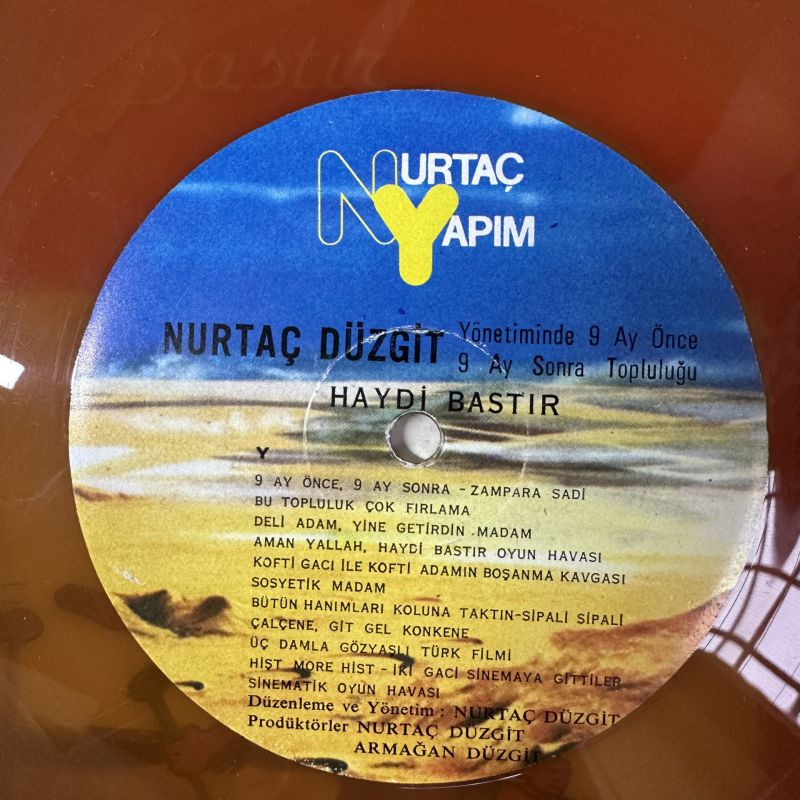 Bastır
NURTAÇ
YAPIM
NURTAÇ DÜZGİT Yönetiminde 9 Ay Önce
9 Ay Sonra Topluluğu
HAYDİ BASTIR
Y
9 AY ÖNCE, 9 AY SONRA - ZAMPARA SADİ
BU TOPLULUK ÇOK FIRLAMA
DELİ ADAM, YİNE GETİRDİN MADAM
AMAN YALLAH, HAYDİ BASTIR OYUN HAVASI
KOFTİ GACI İLE KOFTİ ADAMIN BOŞANMA KAVGASI
SOSYETİK MADAM
BÜTÜN HANIMLARI KOLUNA TAKTIN-SİPALİ SİPALİ
ÇALÇENE, GİT GEL KONKENE
ÜÇ DAMLA GÖZYAŞLI TÜRK FİLMİ
HİŞT MORE HİST - İKİ GACİ SİNEMAYA GİTTİLER
SİNEMATİK OYUN HAVASI
Düzenleme ve Yönetim : NURTAÇ DÜZGİT
Prodüktörler NURTAÇ DÜZGİT
ARMAĞAN DÜZGİT